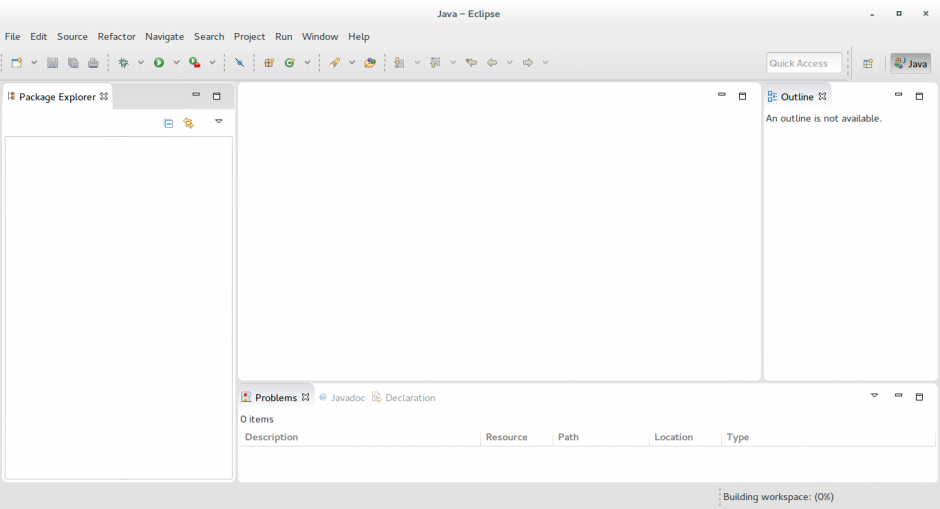 Java – Eclipse
File Edit Source Refactor Navigate Search Project Run Window Help
Quick Access
Java
Package Explorer
Outline
An outline is not available.
Problems @ Javadoc Declaration
0 items
Description Resource Path Location Type
Building workspace: (0%)